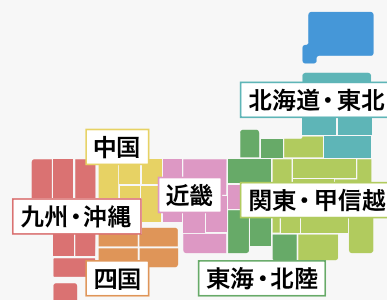 北海道・東北
中国
近畿
関東・甲信越
九州・沖縄
四国
東海・北陸